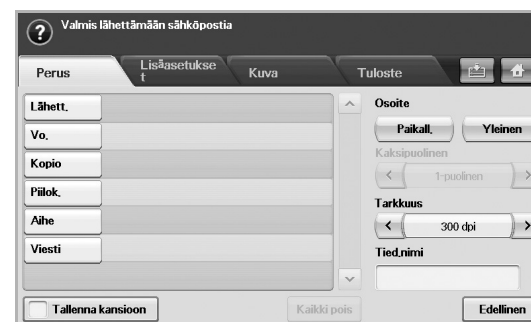 Valmis lähettämään sähköpostia
Perus
Lisäasetukse
t
Kuva
Tuloste
Lähett.
Vo.
Kopio
Piilok.
Aihe
Viesti
Osoite
Paikall.
Yleinen
Kaksipuolinen
1-puolinen
Tarkkuus
300 dpi
Tied.nimi
Tallenna kansioon
Kaikki pois
Edellinen